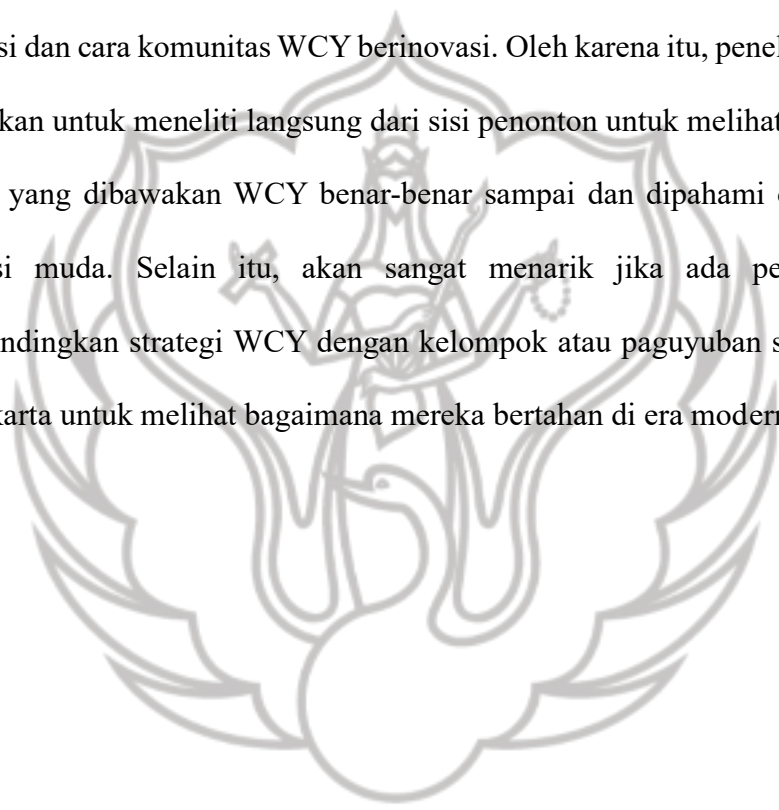 si dan cara komunitas WCY berinovasi. Oleh karena itu, penel
kan untuk meneliti langsung dari sisi penonton untuk melihat
yang dibawakan WCY benar-benar sampai dan dipahami
si muda. Selain itu, akan sangat menarik jika ada pe
ndingkan strategi WCY dengan kelompok atau paguyuban s
karta untuk melihat bagaimana mereka bertahan di era modern